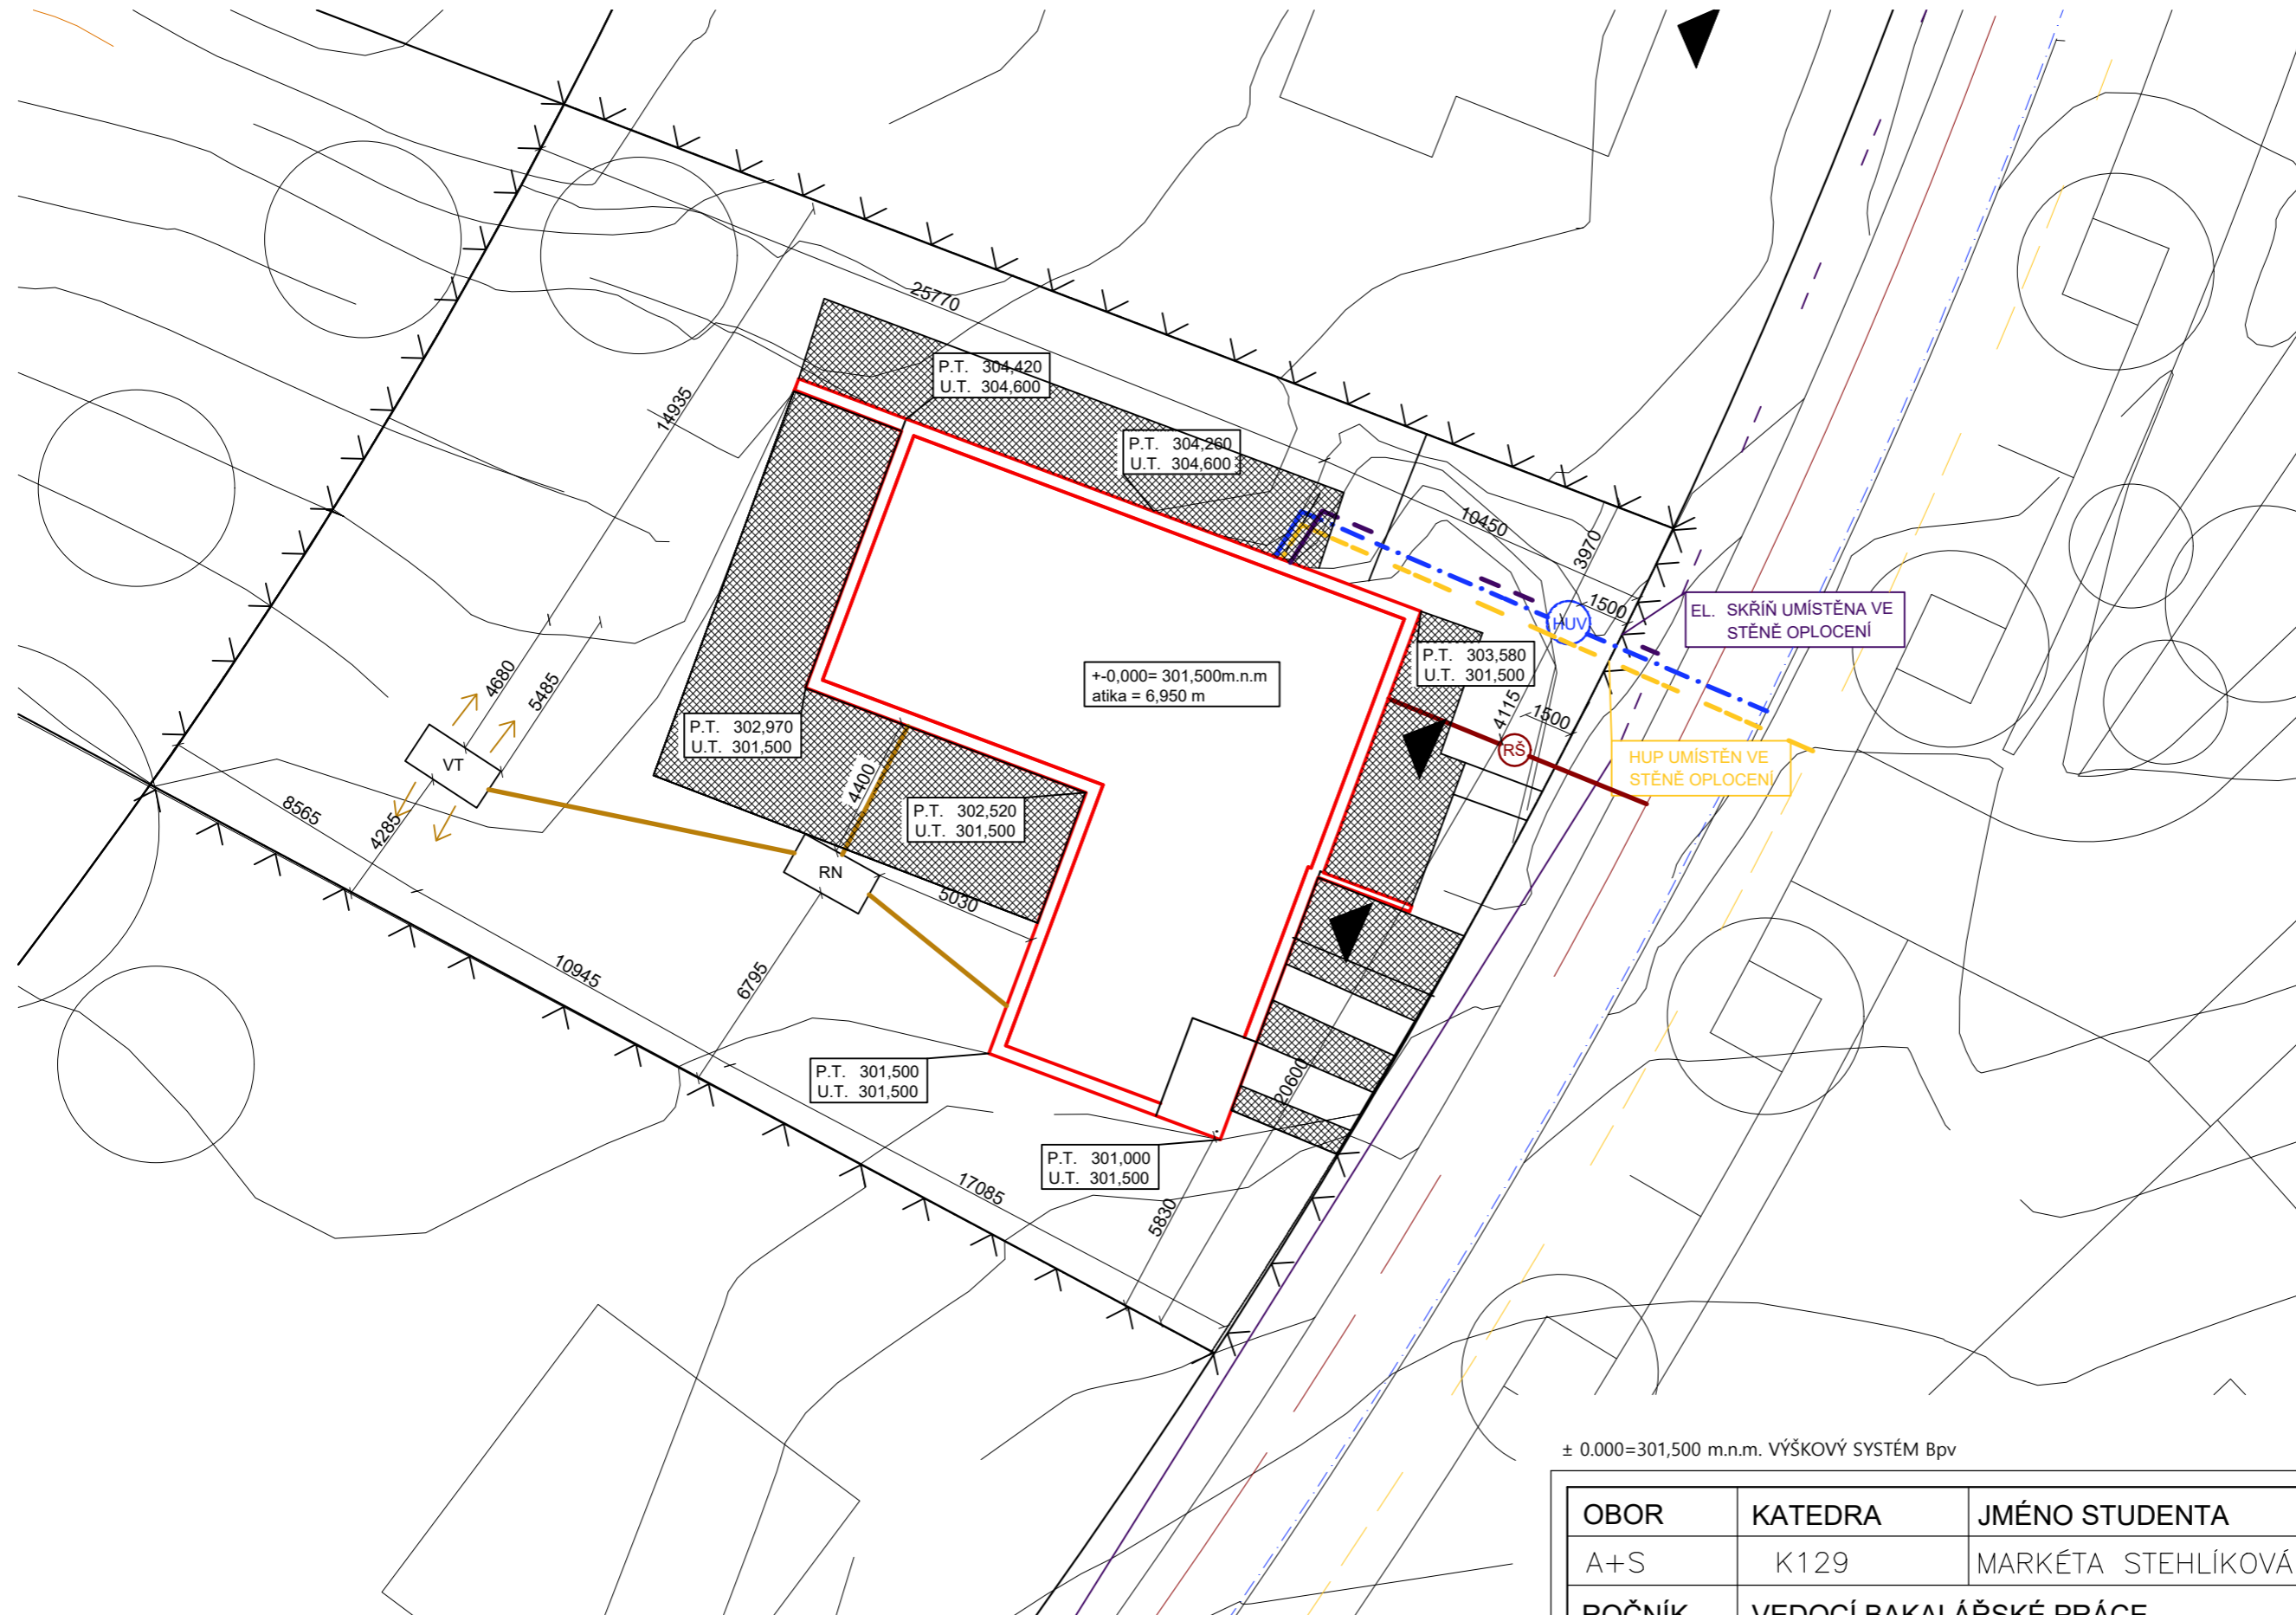 25770
P.T. 304,420
U.T. 304,600
14935
P.T. 304,260
U.T. 304,600
10450
3970
1500
HUV
EL. SKŘÍŇ UMÍSTĚNA VE
STĚNĚ OPLOCENÍ
P.T. 303,580
U.T. 301,500
+-0,000= 301,500m.n.m
atika = 6,950 m
4680
5485
4115
1500
RŠ
P.T. 302,970
U.T. 301,500
HUP UMÍSTĚN VE
STĚNĚ OPLOCENÍ
VT
4400
8565
4285
P.T. 302,520
U.T. 301,500
RN
5030
10945
6795
P.T. 301,500
U.T. 301,500
20600
P.T. 301,000
U.T. 301,500
17085
5830
± 0.000=301,500 m.n.m. VÝŠKOVÝ SYSTÉM Bpv
OBOR KATEDRA JMÉNO STUDENTA
A+S K129 MARKÉTA STEHLÍKOVÁ
ROČNÍK VEDOCÍ BAKALÁŘSKÉ PRÁCE